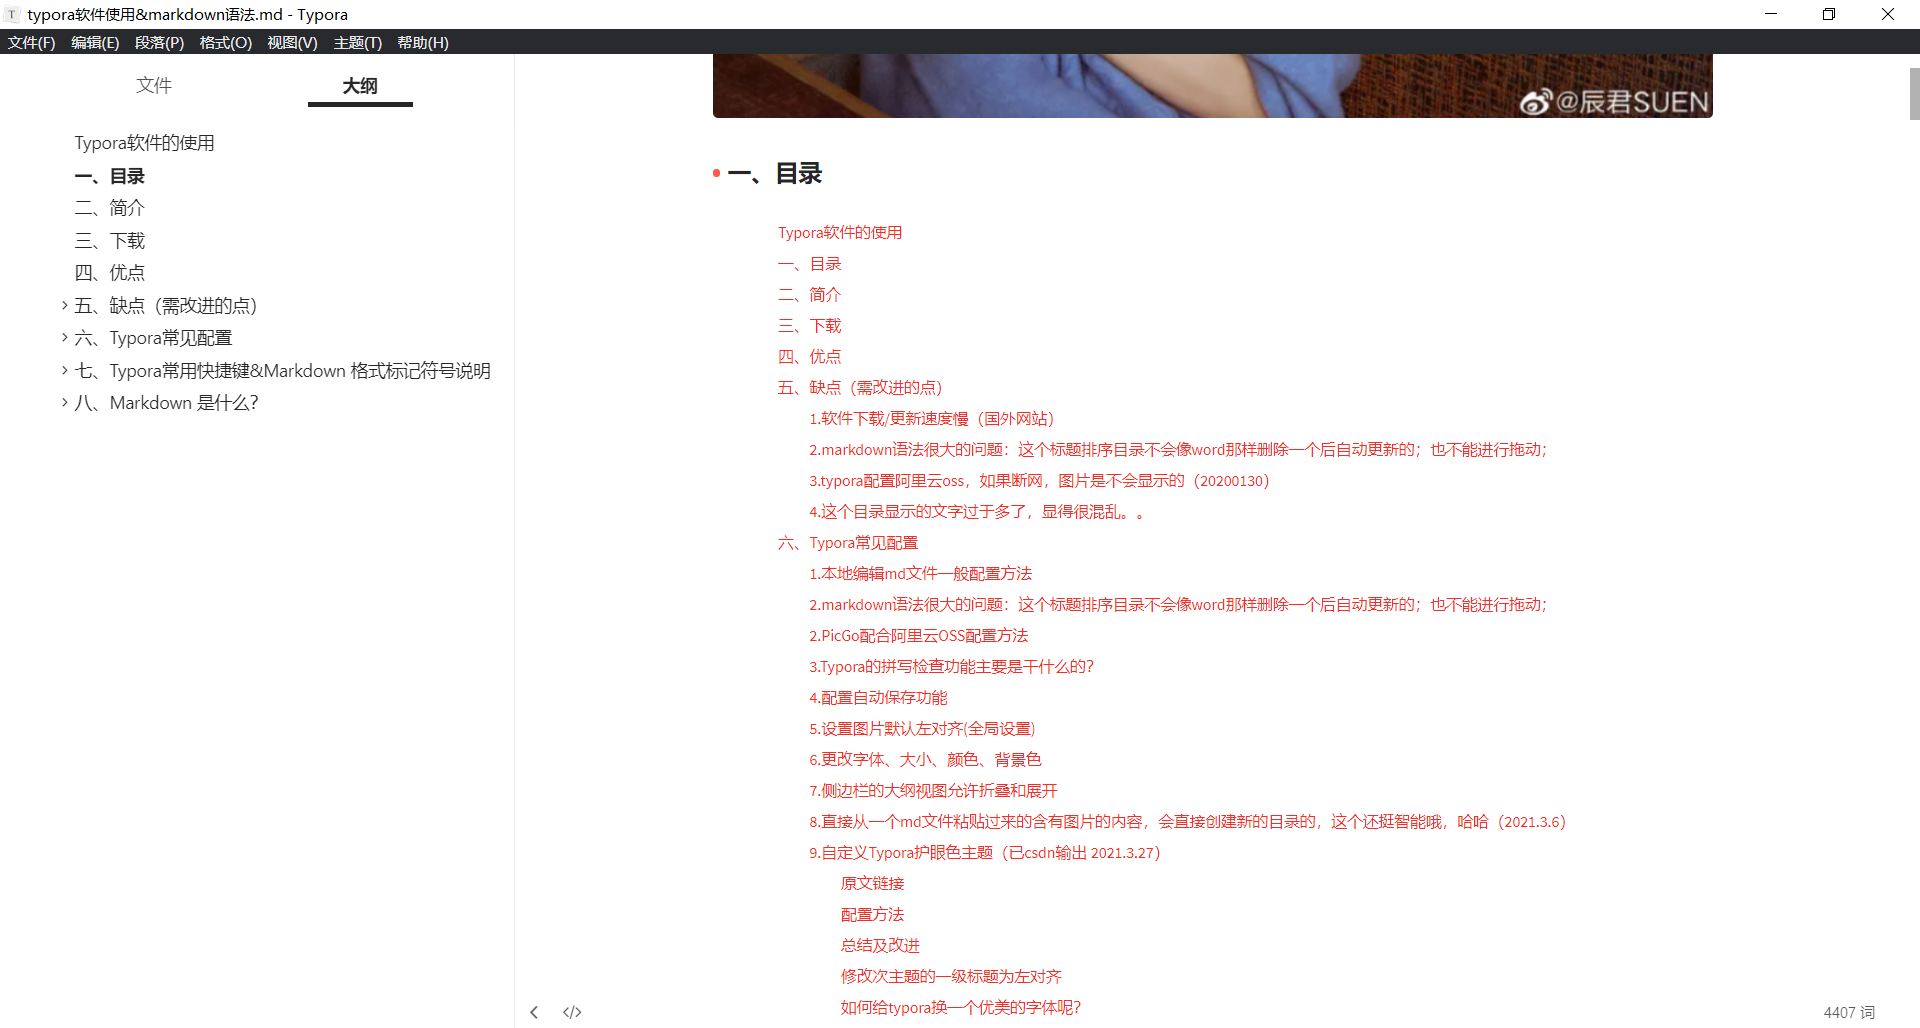 typora软件使用&markdown语法.md - Typora
文件(F) 编辑(E) 段落(P) 格式(O) 视图(V) 主题(T) 帮助(H)
文件 大纲
Typora软件的使用
一、目录
二、简介
三、下载
四、优点
五、缺点（需改进的点）
六、Typora常见配置
七、Typora常用快捷键&Markdown 格式标记符号说明
八、Markdown 是什么？
@辰君SUEN
一、目录
Typora软件的使用
一、目录
二、简介
三、下载
四、优点
五、缺点（需改进的点）
1.软件下载/更新速度慢（国外网站）
2.markdown语法很大的问题：这个标题排序目录不会像word那样删除一个后自动更新的；也不能进行拖动；
3.typora配置阿里云oss，如果断网，图片是不会显示的（20200130）
4.这个目录显示的文字过于多了，显得很混乱。。
六、Typora常见配置
1.本地编辑md文件一般配置方法
2.markdown语法很大的问题：这个标题排序目录不会像word那样删除一个后自动更新的；也不能进行拖动；
2.PicGo配合阿里云OSS配置方法
3.Typora的拼写检查功能主要是干什么的？
4.配置自动保存功能
5.设置图片默认左对齐(全局设置)
6.更改字体、大小、颜色、背景色
7.侧边栏的大纲视图允许折叠和展开
8.直接从一个md文件粘贴过来的含有图片的内容，会直接创建新的目录的，这个还挺智能哦，哈哈（2021.3.6）
9.自定义Typora护眼色主题（已csdn输出 2021.3.27）
原文链接
配置方法
总结及改进
修改次主题的一级标题为左对齐
如何给typora换一个优美的字体呢？
4407 词